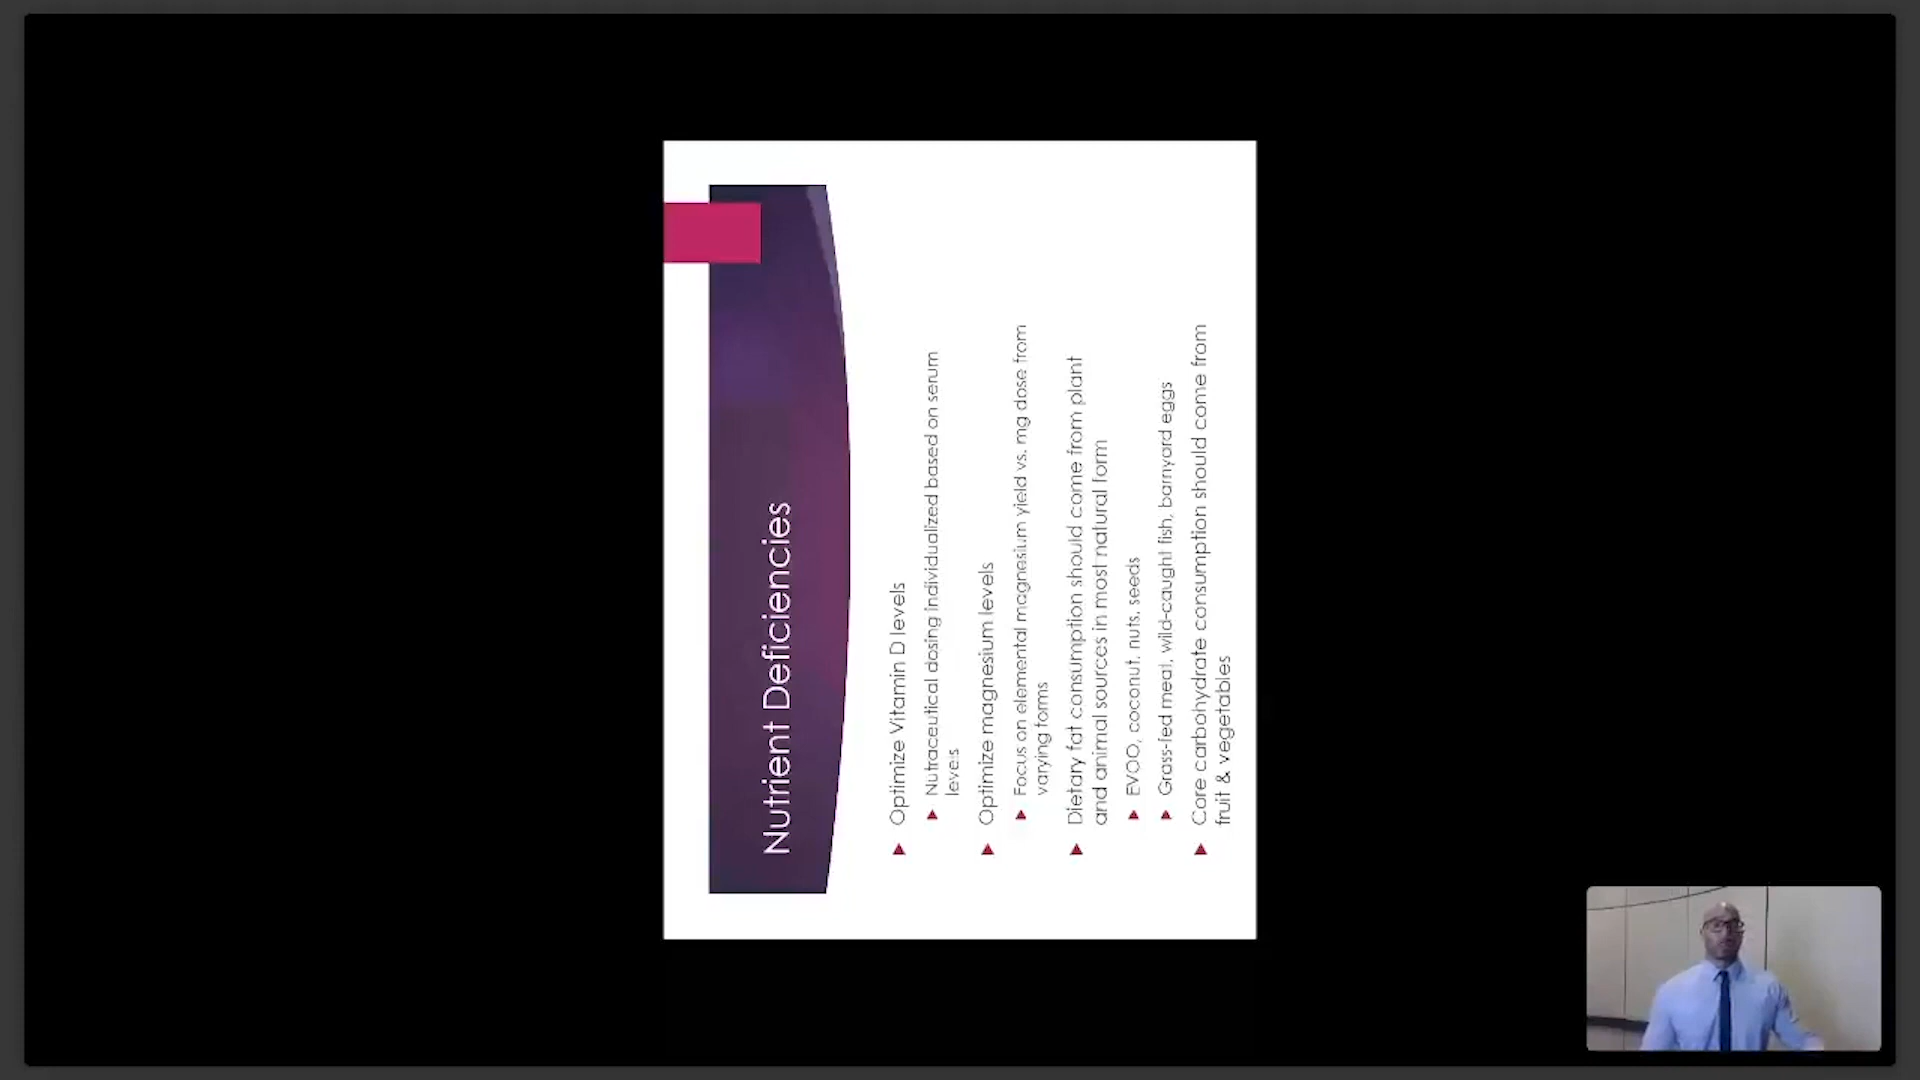 Nutrient Deficiencies
Optimize Vitamin D levels
Nutraceutical dosing individualized based on serum
levels
Optimize magnesium levels
Focus on elemental magnesium yield vs. mg dose from
varying forms
Dietary fat consumption should come from plant
and animal sources in most natural form
EVOO, coconut, nuts, seeds
Grass-fed meat, wild-caught fish, barnyard eggs
Core carbohydrate consumption should come from
fruit & vegetables